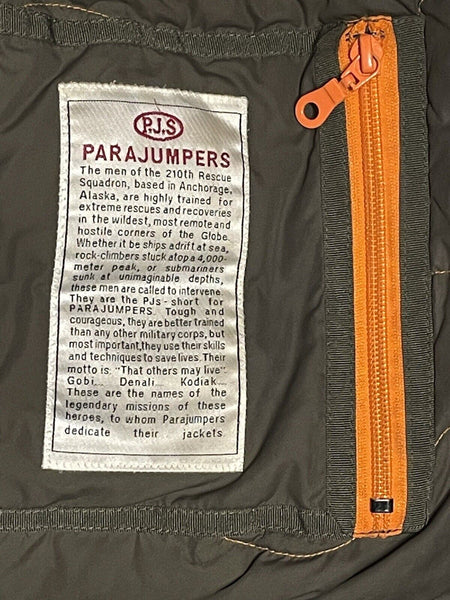 P.J.S
PARAJUMPERS
The men of the 210th Rescue
Squadron, based in Anchorage,
Alaska, are highly trained for
extreme rescues and recoveries
in the wildest, most remote and
hostile corners of the Globe.
Whether it be ships adrift at sea,
rock-climbers stuck atop a 4,000-
meter peak, or submariners
sunk at unimaginable depths,
these men are called to intervene.
They are the PJs - short for
PARAJUMPERS. Tough and
courageous, they are better trained
than any other military corps, but
most important, they use their skills
and techniques to save lives. Their
motto is: "That others may live".
Gobi.... Denali.... Kodiak....
These are the names of the
legendary missions of these
heroes, to whom Parajumpers
dedicate their jackets.